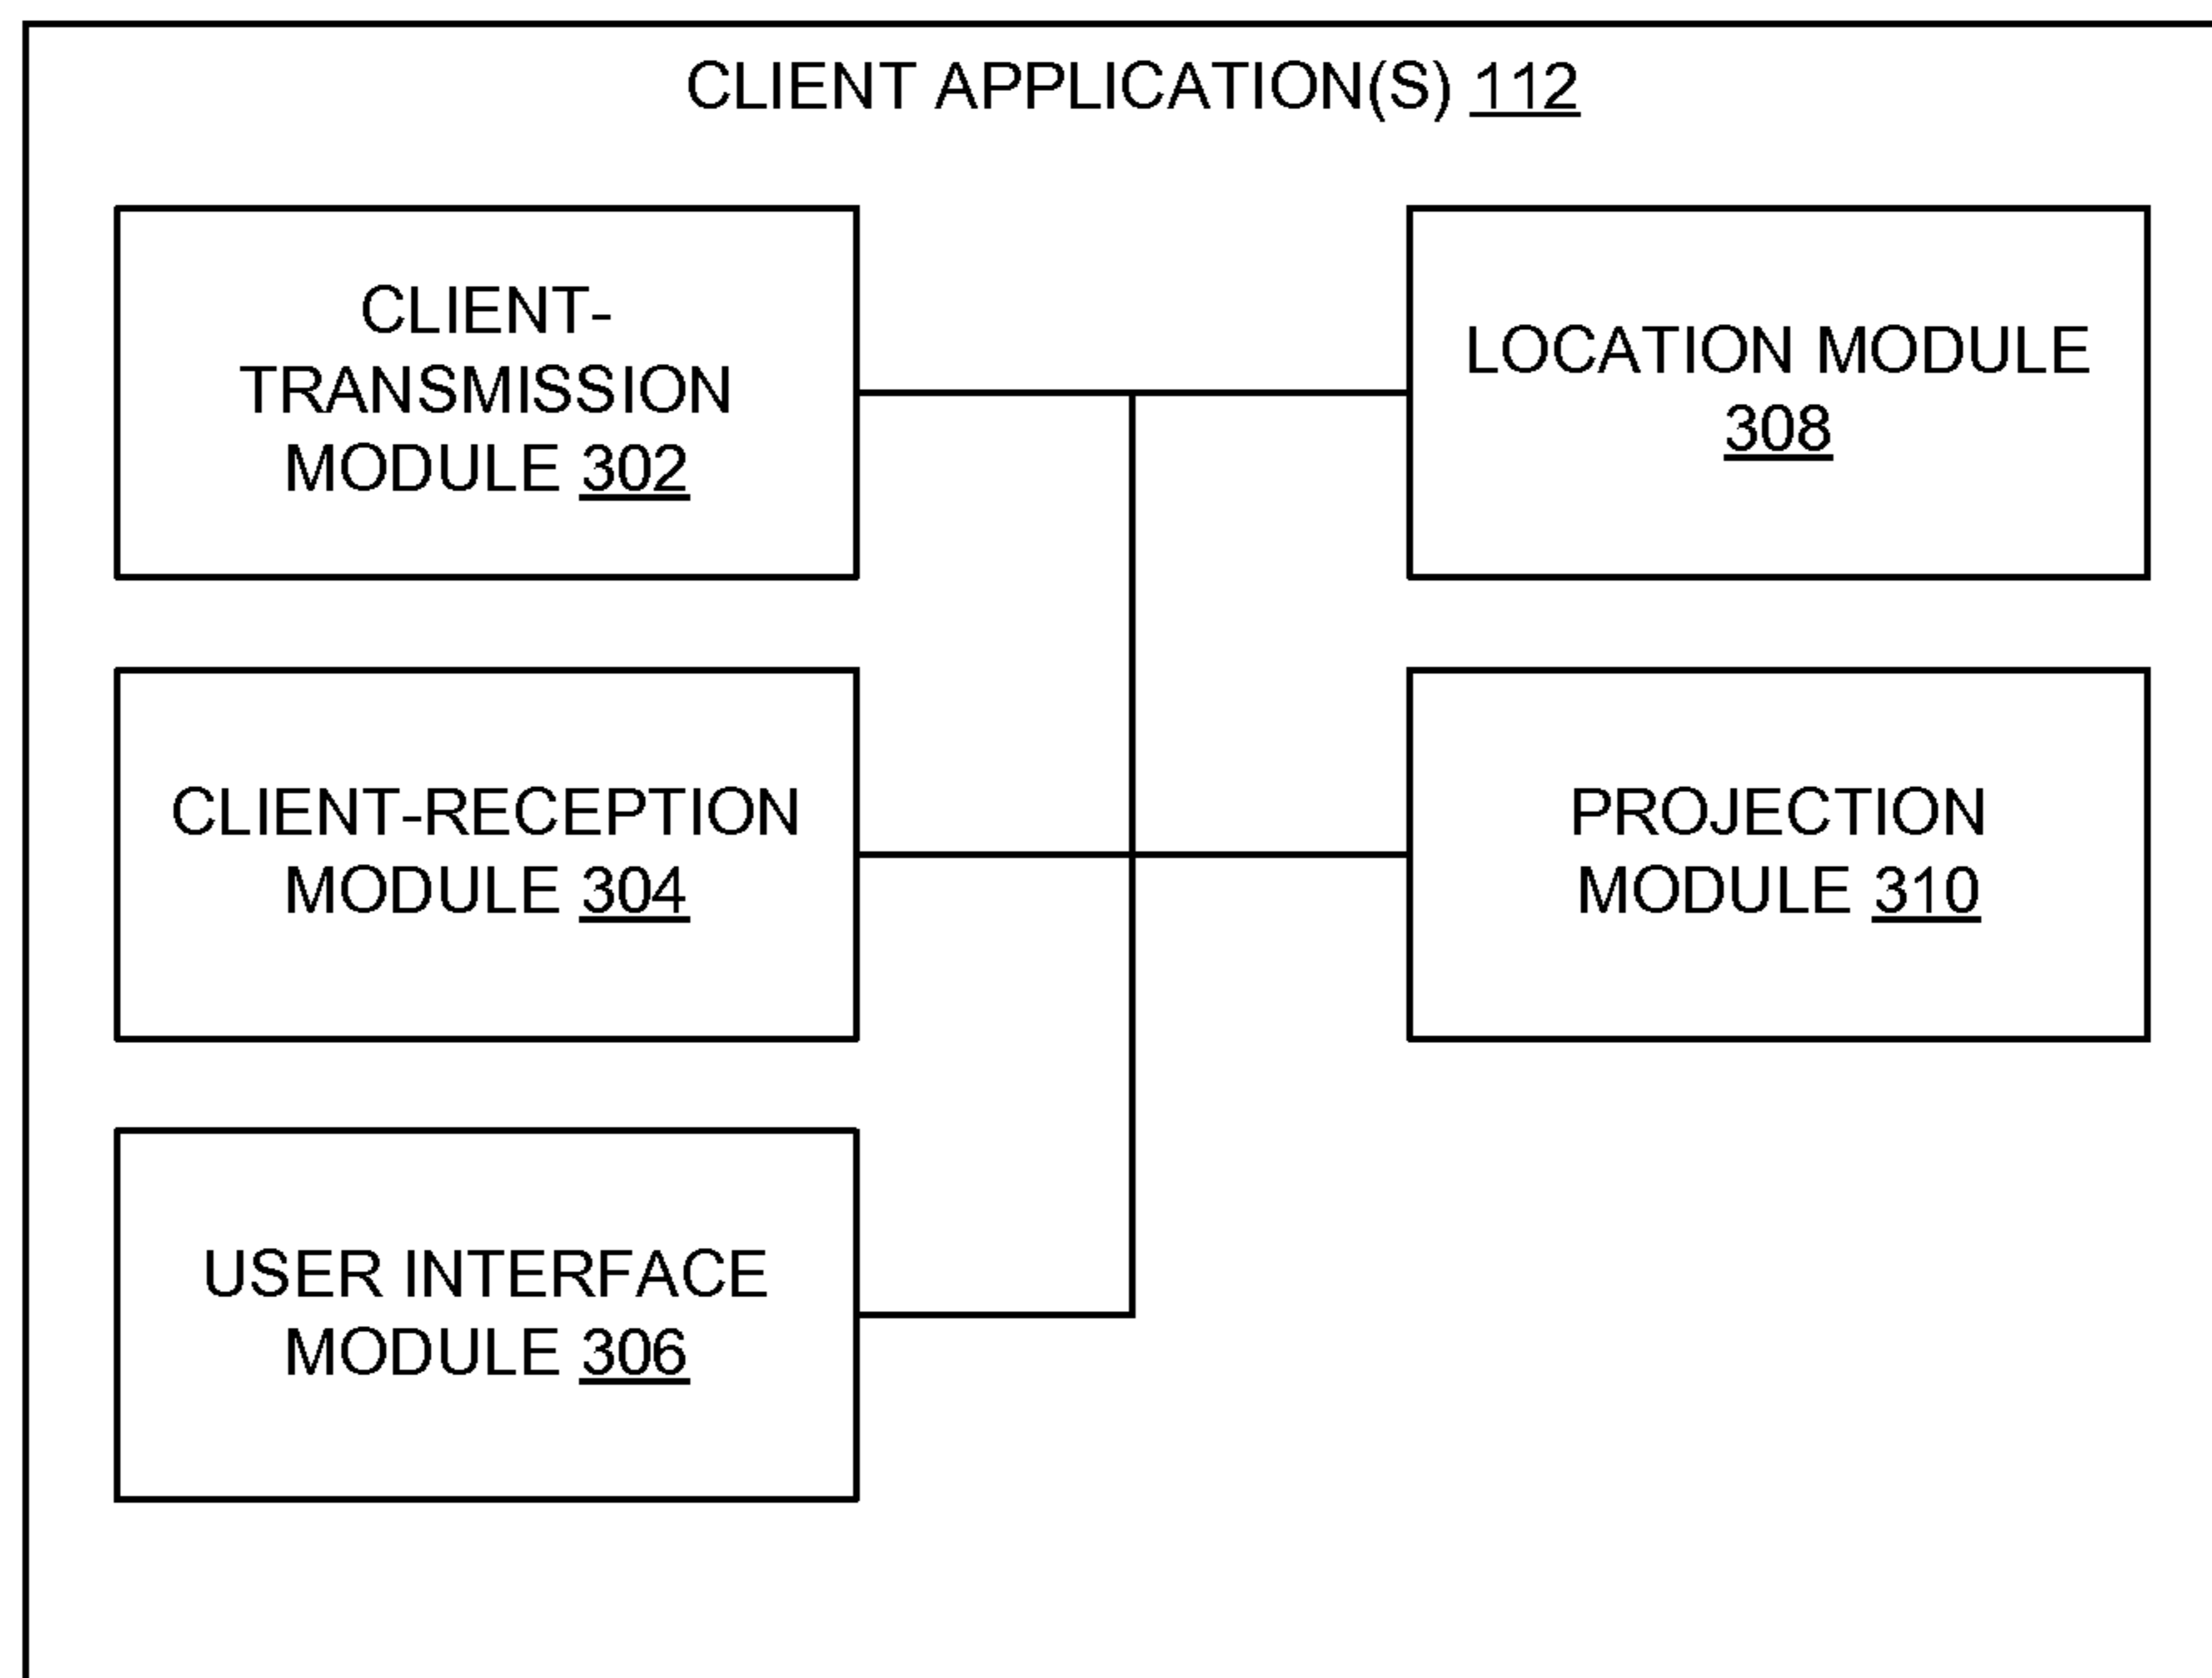 CLIENT APPLICATION(S) 112
CLIENT-
TRANSMISSION
MODULE 302
LOCATION MODULE
308
CLIENT-RECEPTION
MODULE 304
PROJECTION
MODULE 310
USER INTERFACE
MODULE 306